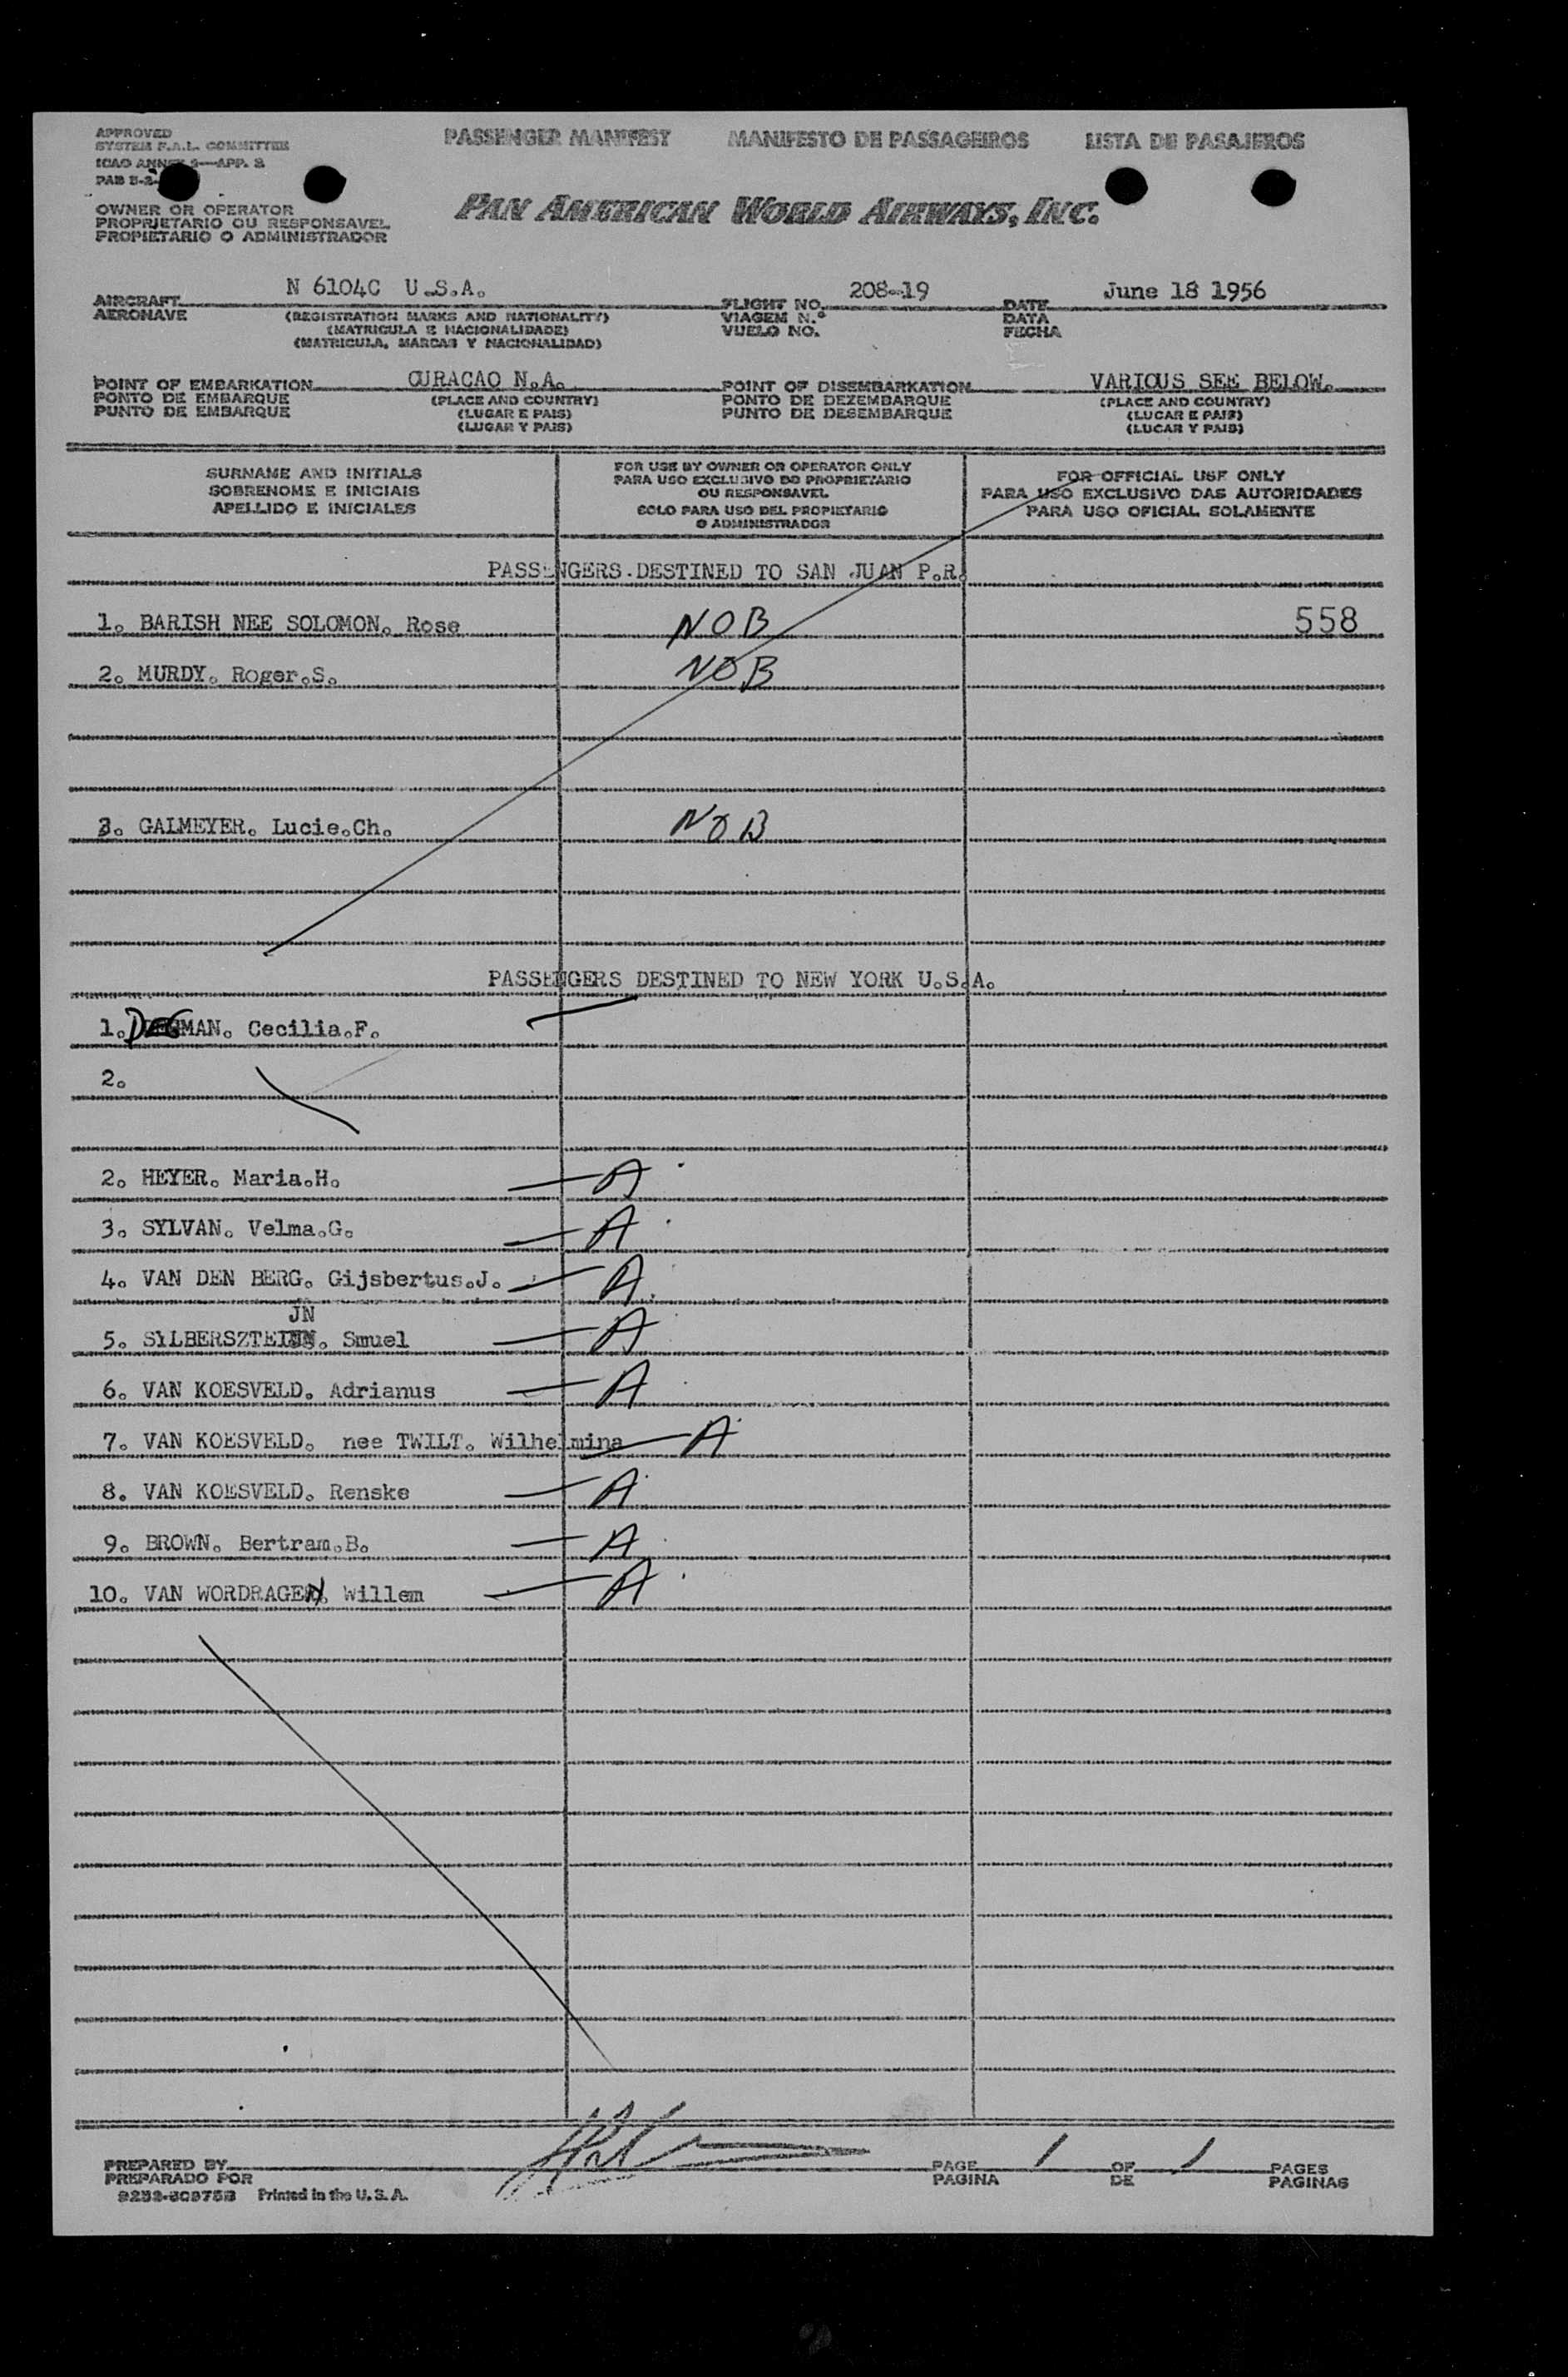 APPROVED
SYSTEM F.A.L. COMMITTEE
ICAO ANNEX 9—APP. 2
PASSENGER MANIFEST MANIFESTO DE PASSAGEIROS LISTA DE PASAJEROS
OWNER OR OPERATOR
PROPRIETARIO OU RESPONSAVEL
PROPIETARIO O ADMINISTRADOR
PAN AMERICAN WORLD AIRWAYS, INC.
N 6104C U.S.A. 208-19 June 18 1956
AIRCRAFT FLIGHT NO. DATE
AERONAVE (REGISTRATION MARKS AND NATIONALITY) VIAGEM N.º DATA
(MATRICULA E NACIONALIDADE) VUELO NO. FECHA
(MATRICULA, MARCAS Y NACIONALIDAD)
CURACAO N.A. VARIOUS SEE BELOW.
POINT OF EMBARKATION POINT OF DISEMBARKATION
PONTO DE EMBARQUE (PLACE AND COUNTRY) PONTO DE DEZEMBARQUE (PLACE AND COUNTRY)
PUNTO DE EMBARQUE (LUGAR E PAIS) PUNTO DE DESEMBARQUE (LUGAR E PAIS)
(LUGAR Y PAIS) (LUGAR Y PAIS)
SURNAME AND INITIALS
SOBRENOME E INICIAIS
APELLIDO E INICIALES
FOR USE BY OWNER OR OPERATOR ONLY
PARA USO EXCLUSIVO DO PROPRIETARIO
OU RESPONSAVEL
SOLO PARA USO DEL PROPIETARIO
O ADMINISTRADOR
FOR OFFICIAL USE ONLY
PARA USO EXCLUSIVO DAS AUTORIDADES
PARA USO OFICIAL SOLAMENTE
PASSENGERS.DESTINED TO SAN JUAN P.R.
1. BARISH NEE SOLOMON. Rose NOB 558
2. MURDY. Roger.S. NOB
3. GALMEYER. Lucie.Ch. NOB
PASSENGERS DESTINED TO NEW YORK U.S.A.
1. Cecilia.F.
2.
2. HEYER. Maria.H. A
3. SYLVAN. Velma.G. A
4. VAN DEN BERG. Gijsbertus.J. A
JN
5. Smuel A
6. VAN KOESVELD. Adrianus A
7. VAN KOESVELD. nee TWILT. Wilhelmina A
8. VAN KOESVELD. Renske A
9. BROWN. Bertram.B. A
10. VAN WORDRAGEN. Willem A
PREPARED BY PAGE 1 OF 1 PAGES
PREPARADO POR PAGINA DE PAGINAS
Printed in the U.S.A.